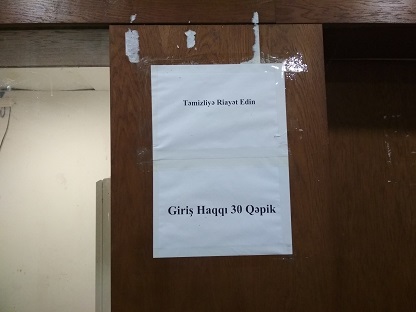 Təmizliyə Riayət Edin
Giriş Haqqı 30 Qəpik